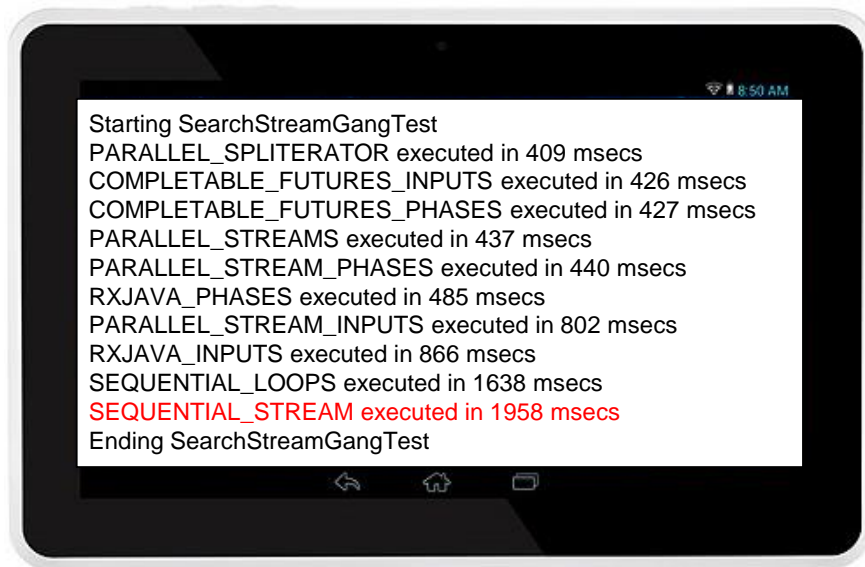 8:50 AM
Starting SearchStreamGangTest
PARALLEL_SPLITERATOR executed in 409 msecs
COMPLETABLE_FUTURES_INPUTS executed in 426 msecs
COMPLETABLE_FUTURES_PHASES executed in 427 msecs
PARALLEL_STREAMS executed in 437 msecs
PARALLEL_STREAM_PHASES executed in 440 msecs
RXJAVA_PHASES executed in 485 msecs
PARALLEL_STREAM_INPUTS executed in 802 msecs
RXJAVA_INPUTS executed in 866 msecs
SEQUENTIAL_LOOPS executed in 1638 msecs
SEQUENTIAL_STREAM executed in 1958 msecs
Ending SearchStreamGangTest